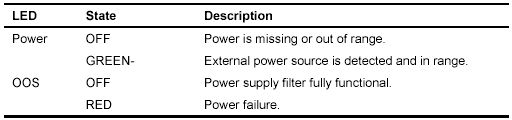 LED State Description
Power OFF Power is missing or out of range.
GREEN- External power source is detected and in range.
OOS OFF Power supply filter fully functional.
RED Power failure.